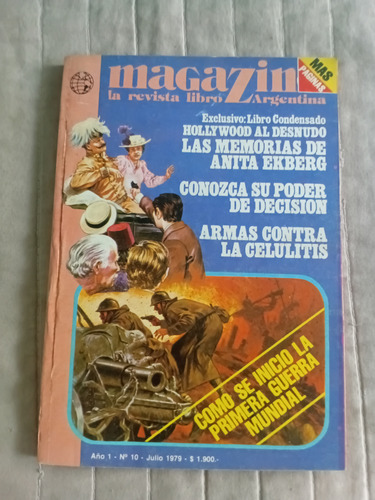 magaZin
MAS
PAGINAS
la revista libro Argentina
Exclusivo: Libro Condensado
HOLLYWOOD AL DESNUDO
LAS MEMORIAS DE
ANITA EKBERG
CONOZCA SU PODER
DE DECISION
ARMAS CONTRA
LA CELULITIS
COMO SE INICIO LA
PRIMERA GUERRA
MUNDIAL
Año 1 - Nº 10 - Julio 1979 - $ 1.900.-